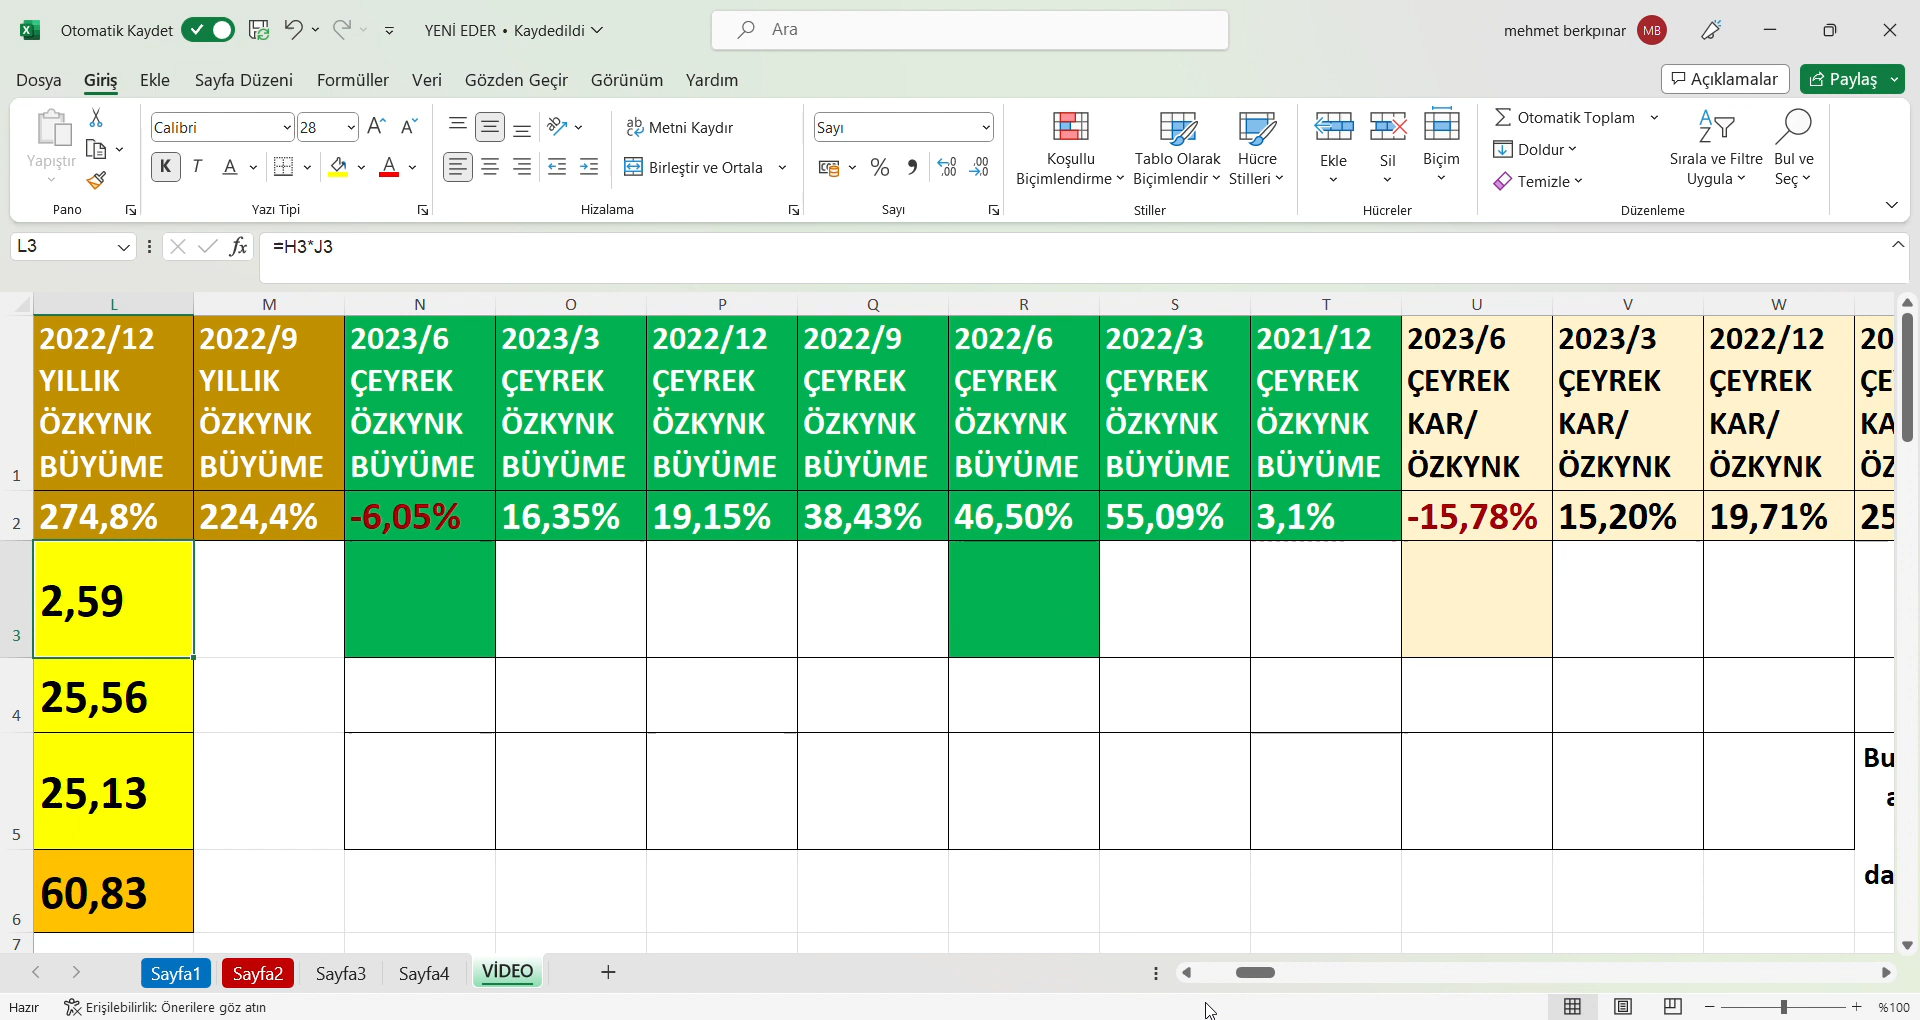 Otomatik Kaydet
YENİ EDER • Kaydedildi
Ara
mehmet berkpınar
MB
Dosya Giriş Ekle Sayfa Düzeni Formüller Veri Gözden Geçir Görünüm Yardım
Açıklamalar
Paylaş
Yapıştır
Pano
Calibri
28
K T A
Yazı Tipi
Metni Kaydır
Birleştir ve Ortala
Hizalama
Sayı
Sayı
Koşullu
Biçimlendirme
Tablo Olarak
Biçimlendir
Hücre
Stilleri
Stiller
Ekle
Sil
Biçim
Hücreler
Otomatik Toplam
Doldur
Temizle
Sırala ve Filtre
Uygula
Bul ve
Seç
Düzenleme
L3
fx
=H3*J3
L M N O P Q R S T U V W
1
2022/12
YILLIK
ÖZKYNK
BÜYÜME
2022/9
YILLIK
ÖZKYNK
BÜYÜME
2023/6
ÇEYREK
ÖZKYNK
BÜYÜME
2023/3
ÇEYREK
ÖZKYNK
BÜYÜME
2022/12
ÇEYREK
ÖZKYNK
BÜYÜME
2022/9
ÇEYREK
ÖZKYNK
BÜYÜME
2022/6
ÇEYREK
ÖZKYNK
BÜYÜME
2022/3
ÇEYREK
ÖZKYNK
BÜYÜME
2021/12
ÇEYREK
ÖZKYNK
BÜYÜME
2023/6
ÇEYREK
KAR/
ÖZKYNK
2023/3
ÇEYREK
KAR/
ÖZKYNK
2022/12
ÇEYREK
KAR/
ÖZKYNK
20
ÇE
KA
ÖZ
2 274,8% 224,4% -6,05% 16,35% 19,15% 38,43% 46,50% 55,09% 3,1% -15,78% 15,20% 19,71% 25
3 2,59
4 25,56
5 25,13
Bu
a
6 60,83
da
7
Sayfa1 Sayfa2 Sayfa3 Sayfa4 VİDEO
Hazır
Erişilebilirlik: Önerilere göz atın
%100